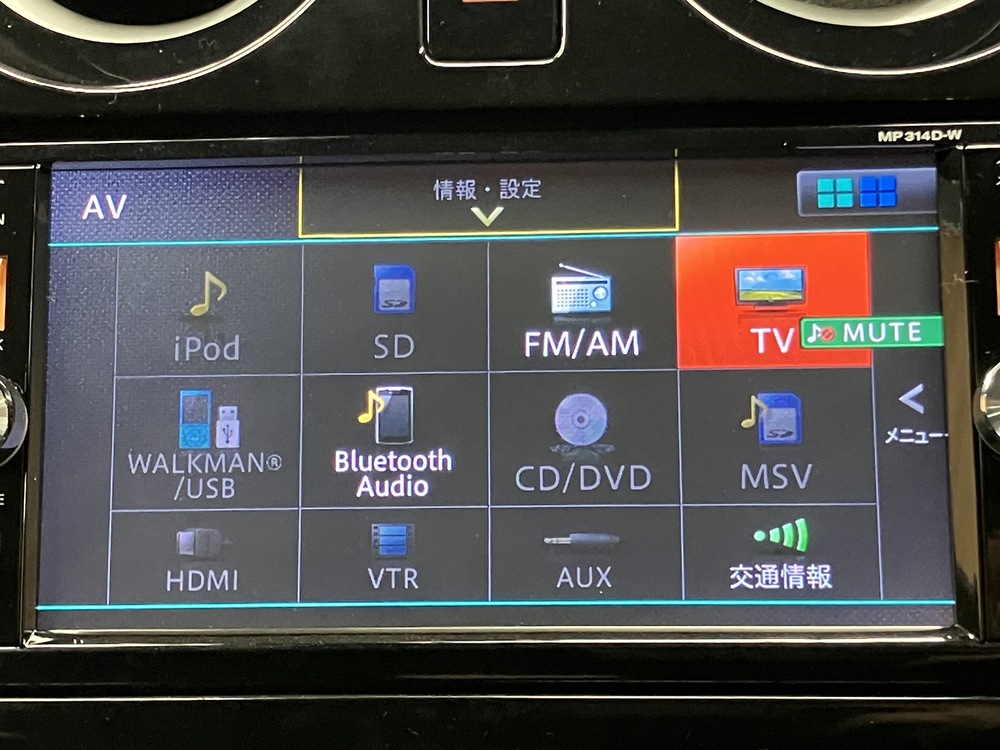 MP314D-W
AV
情報・設定
iPod
SD
FM/AM
TV
MUTE
WALKMAN®
/USB
Bluetooth
Audio
CD/DVD
MSV
メニュー
HDMI
VTR
AUX
交通情報